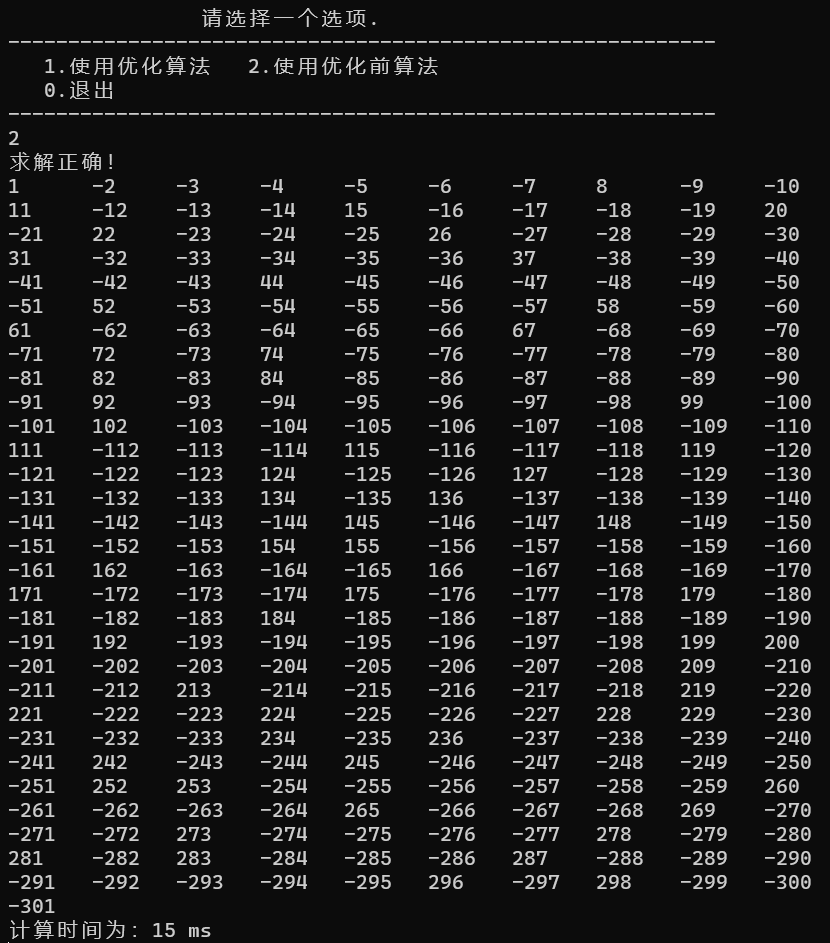 请选择一个选项.
-----------------------------------------------------------
1.使用优化算法 2.使用优化前算法
0.退出
-----------------------------------------------------------
2
求解正确!
1 -2 -3 -4 -5 -6 -7 8 -9 -10
11 -12 -13 -14 15 -16 -17 -18 -19 20
-21 22 -23 -24 -25 26 -27 -28 -29 -30
31 -32 -33 -34 -35 -36 37 -38 -39 -40
-41 -42 -43 44 -45 -46 -47 -48 -49 -50
-51 52 -53 -54 -55 -56 -57 58 -59 -60
61 -62 -63 -64 -65 -66 67 -68 -69 -70
-71 72 -73 74 -75 -76 -77 -78 -79 -80
-81 82 -83 84 -85 -86 -87 -88 -89 -90
-91 92 -93 -94 -95 -96 -97 -98 99 -100
-101 102 -103 -104 -105 -106 -107 -108 -109 -110
111 -112 -113 -114 115 -116 -117 -118 119 -120
-121 -122 -123 124 -125 -126 127 -128 -129 -130
-131 -132 -133 134 -135 136 -137 -138 -139 -140
-141 -142 -143 -144 145 -146 -147 148 -149 -150
-151 -152 -153 154 155 -156 -157 -158 -159 -160
-161 162 -163 -164 -165 166 -167 -168 -169 -170
171 -172 -173 -174 175 -176 -177 -178 179 -180
-181 -182 -183 184 -185 -186 -187 -188 -189 -190
-191 192 -193 -194 -195 -196 -197 -198 199 200
-201 -202 -203 -204 -205 -206 -207 -208 209 -210
-211 -212 213 -214 -215 -216 -217 -218 219 -220
221 -222 -223 224 -225 -226 -227 228 229 -230
-231 -232 -233 234 -235 236 -237 -238 -239 -240
-241 242 -243 -244 245 -246 -247 -248 -249 -250
-251 252 253 -254 -255 -256 -257 -258 -259 260
-261 -262 -263 -264 265 -266 -267 -268 269 -270
-271 -272 273 -274 -275 -276 -277 278 -279 -280
281 -282 283 -284 -285 -286 287 -288 -289 -290
-291 -292 -293 -294 -295 296 -297 298 -299 -300
-301
计算时间为: 15 ms